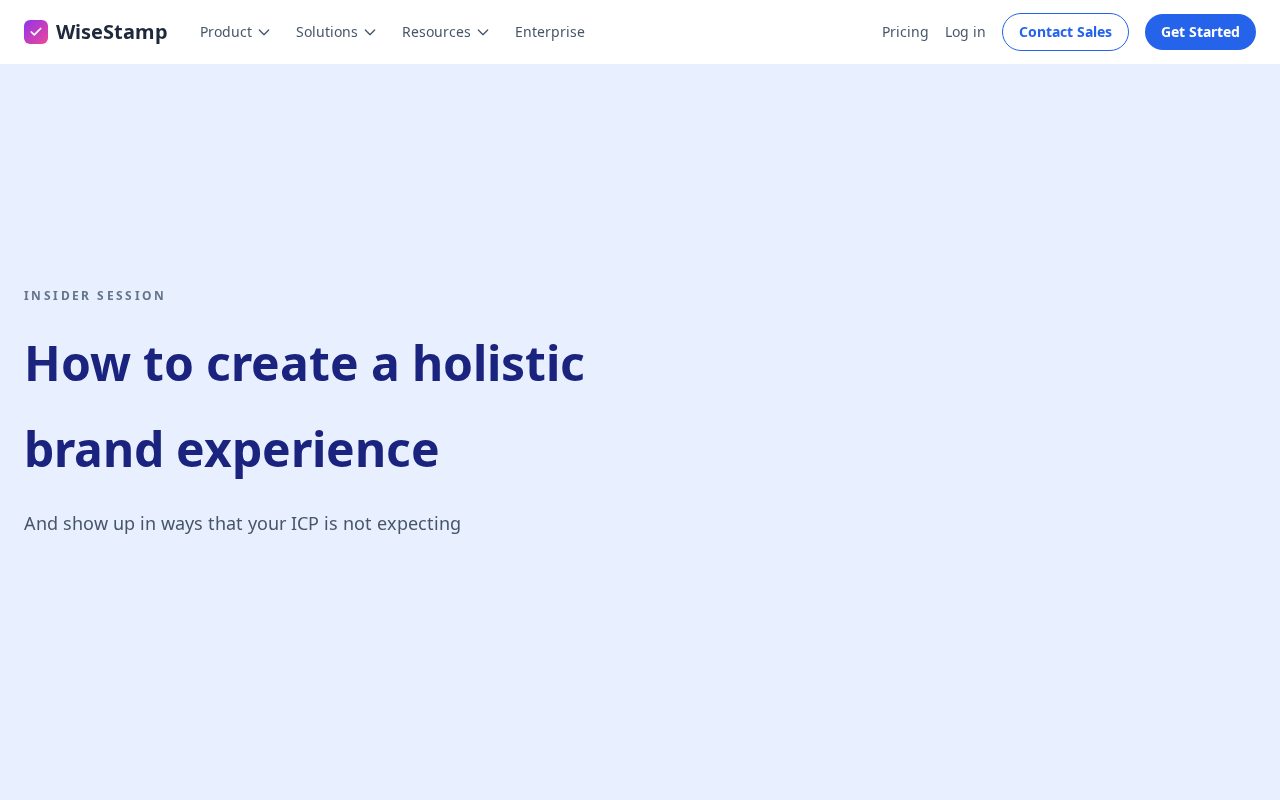 WiseStamp Product Solutions Resources Enterprise Pricing Log in Contact Sales Get Started
INSIDER SESSION
How to create a holistic
brand experience
And show up in ways that your ICP is not expecting